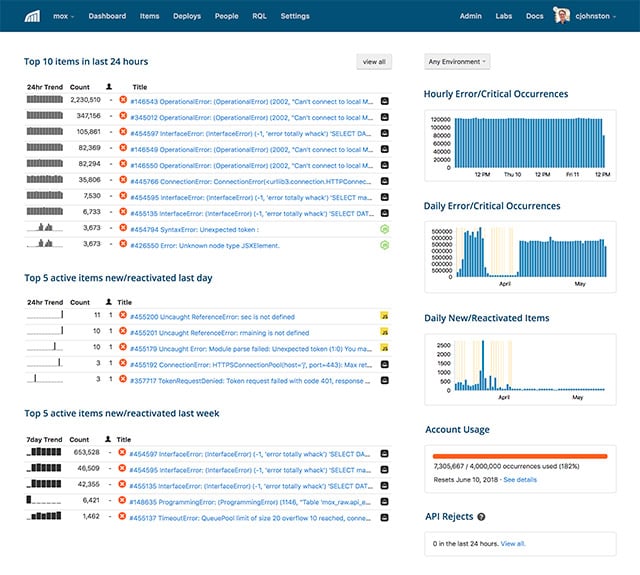 mox Dashboard Items Deploys People RQL Settings Admin Labs Docs cjohnston
Top 10 items in last 24 hours
view all
24hr Trend Count Title
2,230,510 - #146543 OperationalError: (OperationalError) (2002, "Can't connect to local M...
347,156 - #345012 OperationalError: (OperationalError) (2002, "Can't connect to local M...
105,861 - #454597 InterfaceError: (InterfaceError) (-1, 'error totally whack') 'SELECT DAT...
82,369 - #146549 OperationalError: (OperationalError) (2002, "Can't connect to local M...
82,294 - #146550 OperationalError: (OperationalError) (2002, "Can't connect to local M...
35,806 - #445766 ConnectionError: ConnectionError(<urllib3.connection.HTTPConnec...
7,530 - #454595 InterfaceError: (InterfaceError) (-1, 'error totally whack') 'SELECT ma...
6,733 - #455135 InterfaceError: (InterfaceError) (-1, 'error totally whack') 'SELECT DAT...
3,673 - #454794 SyntaxError: Unexpected token :
3,673 - #426550 Error: Unknown node type JSXElement.
Top 5 active items new/reactivated last day
24hr Trend Count Title
11 1 #455200 Uncaught ReferenceError: sec is not defined
10 1 #455201 Uncaught ReferenceError: rmaining is not defined
10 1 #455179 Uncaught Error: Module parse failed: Unexpected token (1:0) You ma...
3 1 #455192 ConnectionError: HTTPSConnectionPool(host='j', port=443): Max ret...
3 1 #357717 TokenRequestDenied: Token request failed with code 401, response ...
Top 5 active items new/reactivated last week
7day Trend Count Title
653,528 - #454597 InterfaceError: (InterfaceError) (-1, 'error totally whack') 'SELECT DAT...
46,509 - #454595 InterfaceError: (InterfaceError) (-1, 'error totally whack') 'SELECT ma...
42,355 - #455135 InterfaceError: (InterfaceError) (-1, 'error totally whack') 'SELECT DAT...
6,421 - #148635 ProgrammingError: (ProgrammingError) (1146, "Table 'mox_raw.api_e...
1,462 - #455137 TimeoutError: QueuePool limit of size 20 overflow 10 reached, conne...
Any Environment
Hourly Error/Critical Occurrences
120000
100000
80000
60000
40000
20000
0
12 PM Thu 10 12 PM Fri 11 12 PM
Daily Error/Critical Occurrences
500000
000000
500000
000000
500000
000000
0
April May
Daily New/Reactivated Items
2500
2000
1500
1000
500
0
April May
Account Usage
7,305,667 / 4,000,000 occurrences used (182%)
Resets June 10, 2018 - See details
API Rejects ?
0 in the last 24 hours. View all.